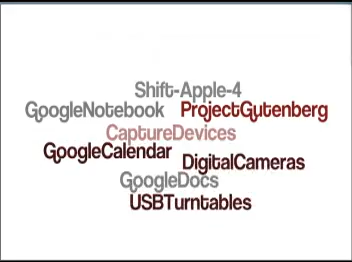 Shift-Apple-4
GoogleNotebook ProjectGutenberg
CaptureDevices
GoogleCalendar
DigitalCameras
GoogleDocs
USBTurntables